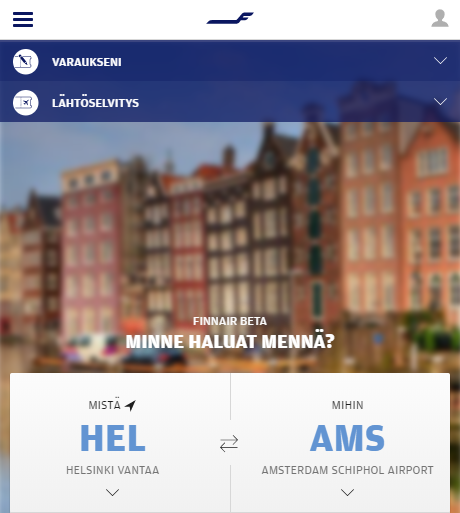 VARAUKSENI
LÄHTÖSELVITYS
FINNAIR BETA
MINNE HALUAT MENNÄ?
MISTÄ
MIHIN
HEL
AMS
HELSINKI VANTAA
AMSTERDAM SCHIPHOL AIRPORT